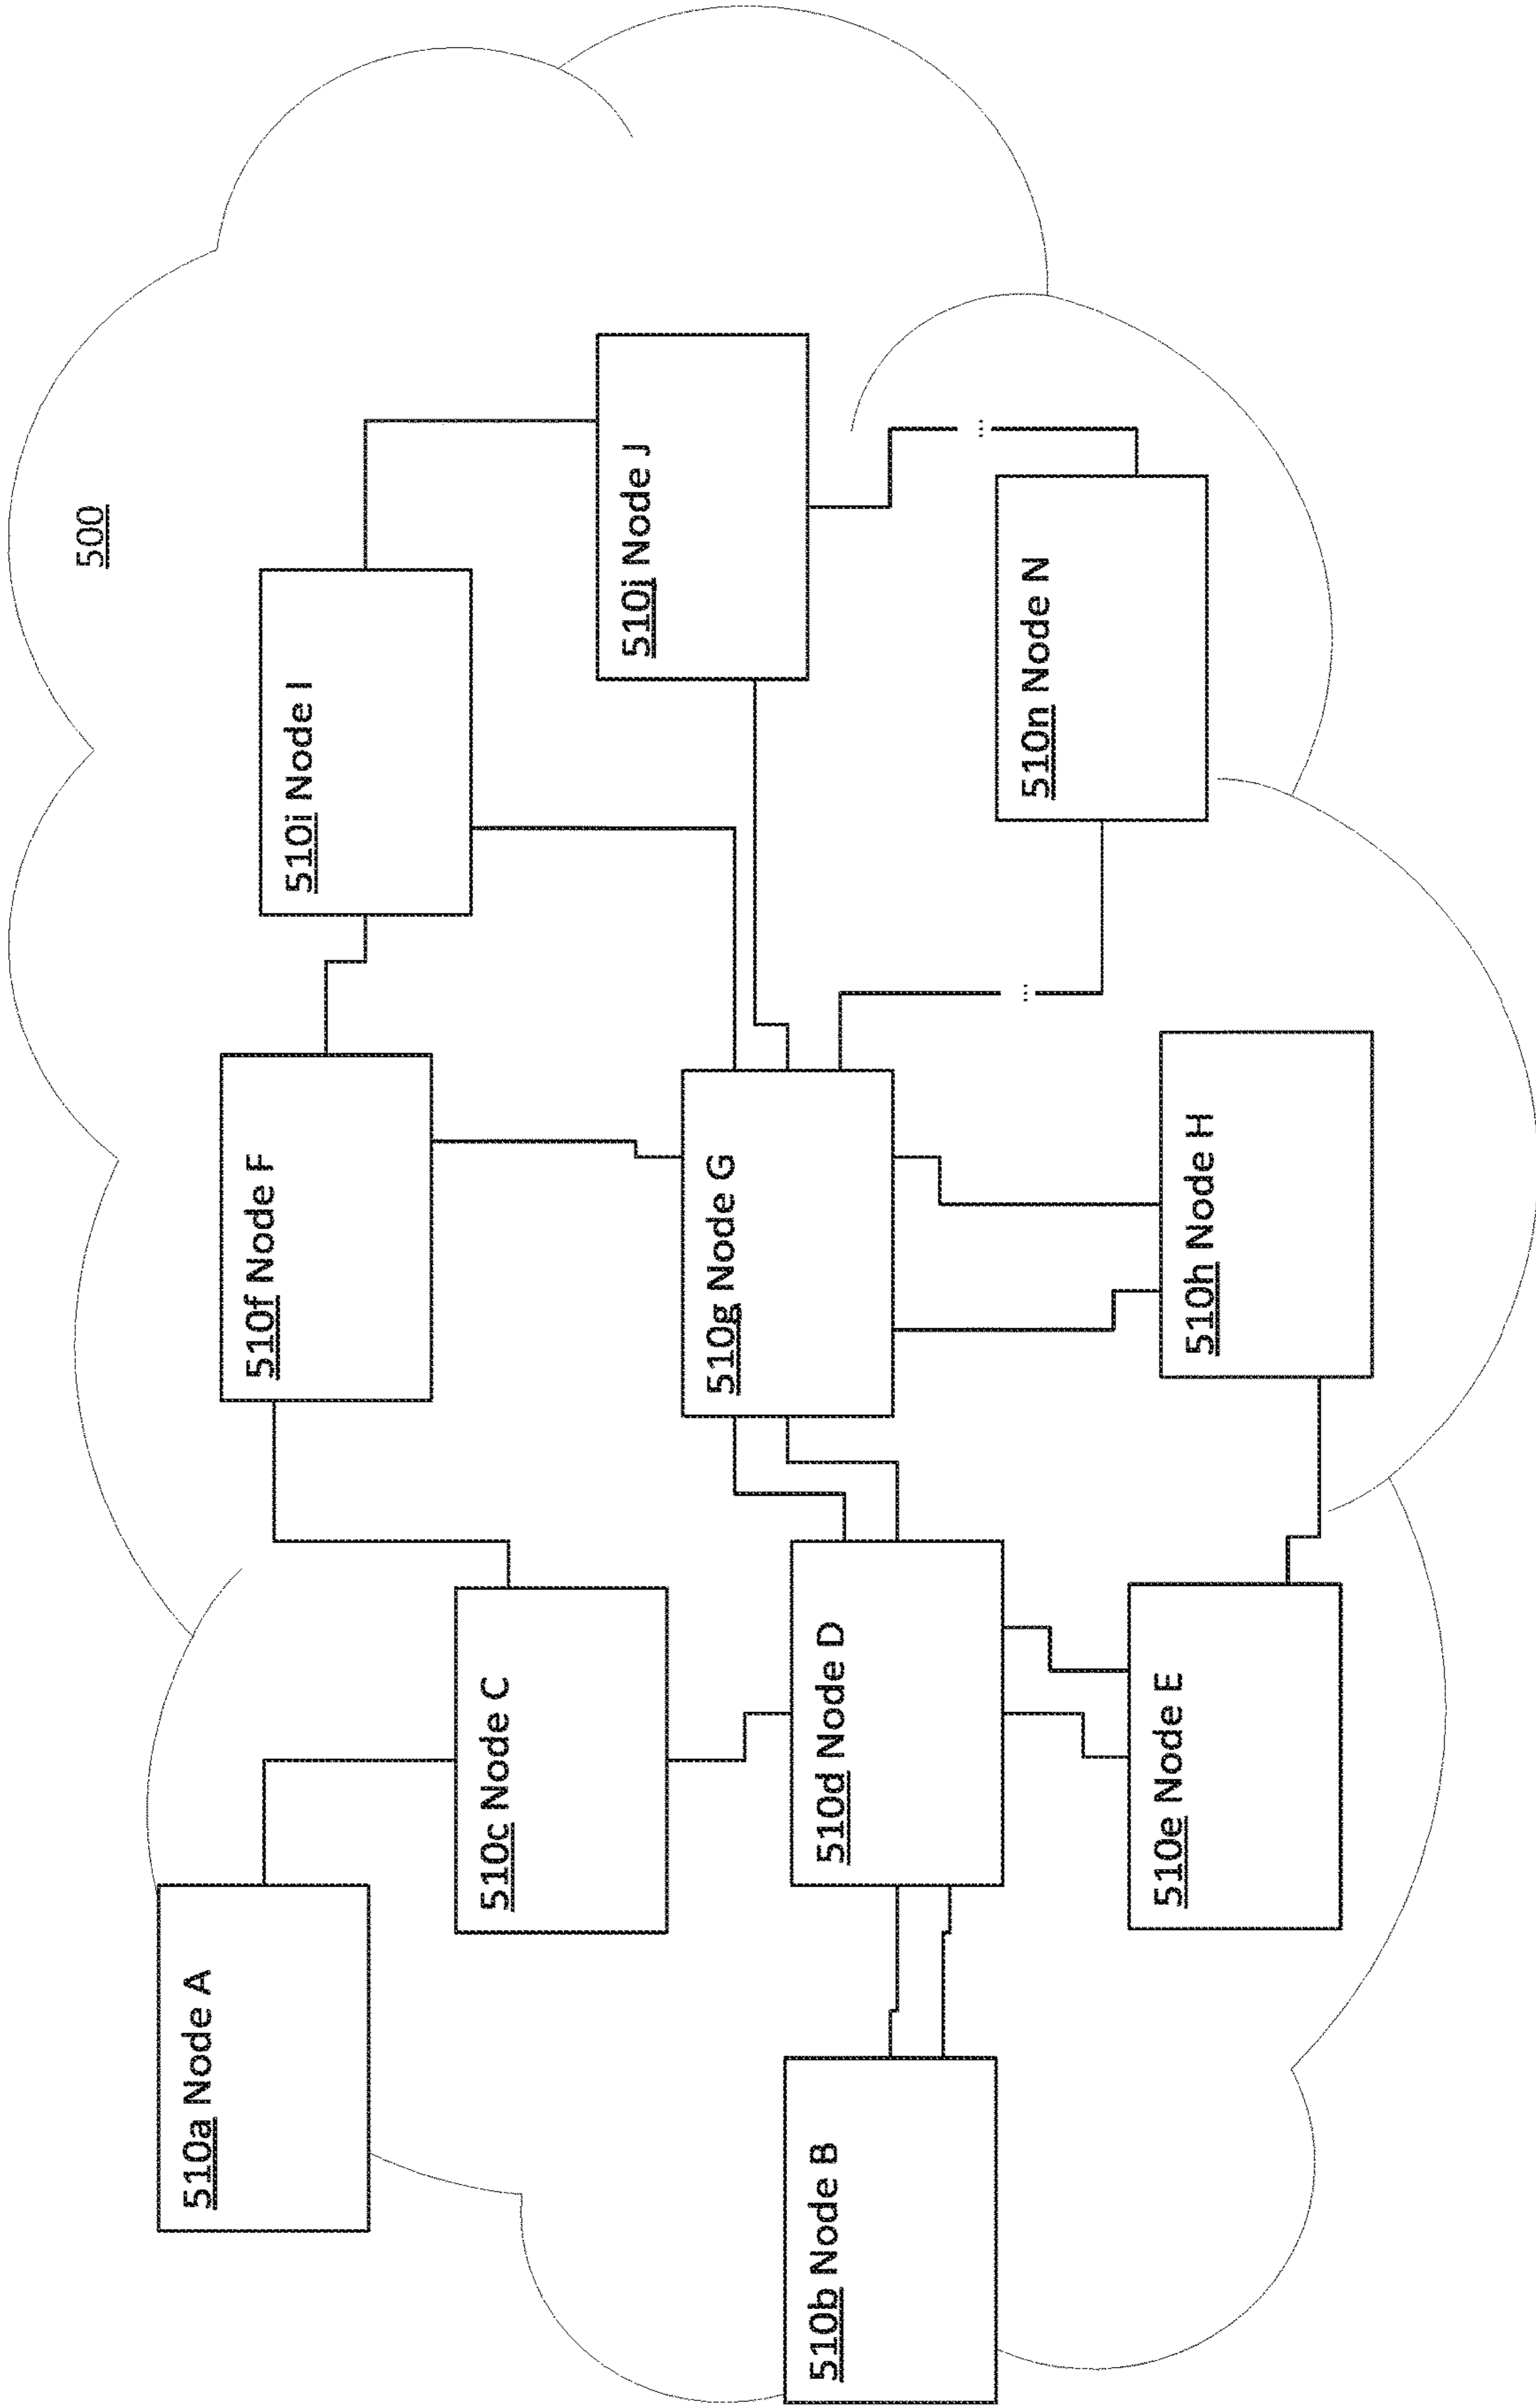 500
510a Node A
510f Node F
510i Node I
510c Node C
510j Node J
510g Node G
510b Node B
510d Node D
...
...
510n Node N
510e Node E
510h Node H